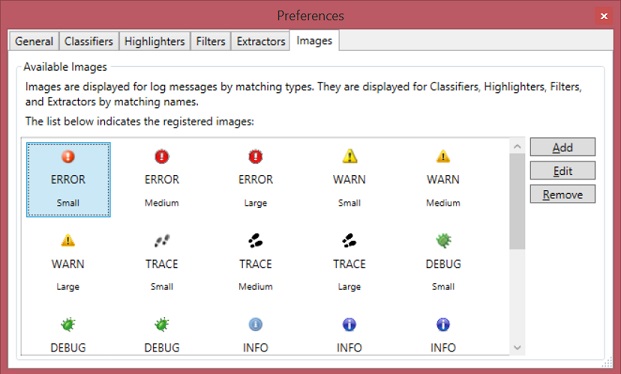 Preferences
General Classifiers Highlighters Filters Extractors Images
Available Images
Images are displayed for log messages by matching types. They are displayed for Classifiers, Highlighters, Filters,
and Extractors by matching names.
The list below indicates the registered images:
Add
Edit
Remove
ERROR ERROR ERROR WARN WARN
Small Medium Large Small Medium
WARN TRACE TRACE TRACE DEBUG
Large Small Medium Large Small
DEBUG DEBUG INFO INFO INFO